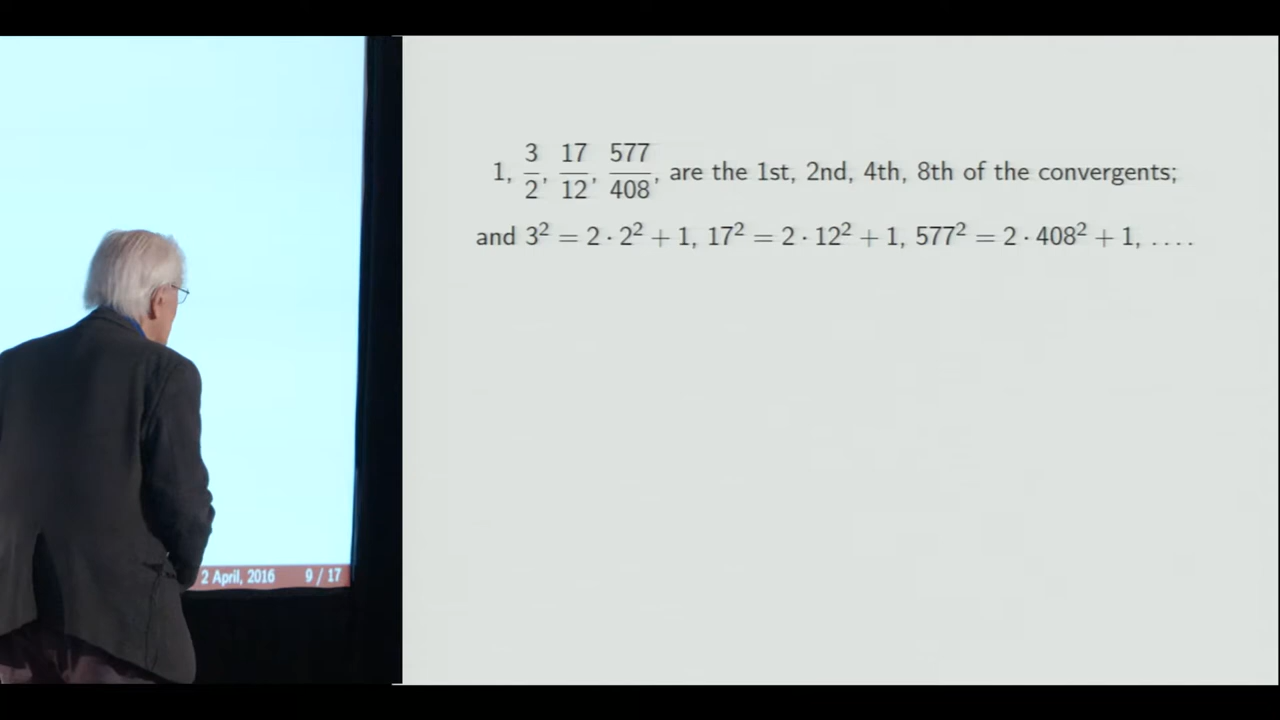 1, 3/2, 17/12, 577/408, are the 1st, 2nd, 4th, 8th of the convergents;
and 3² = 2 · 2² + 1, 17² = 2 · 12² + 1, 577² = 2 · 408² + 1, . . . .
2 April, 2016 9 / 17